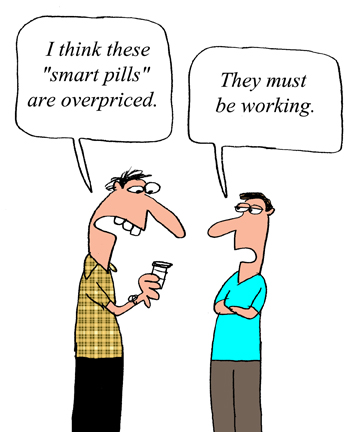 I think these
"smart pills"
are overpriced.
They must
be working.